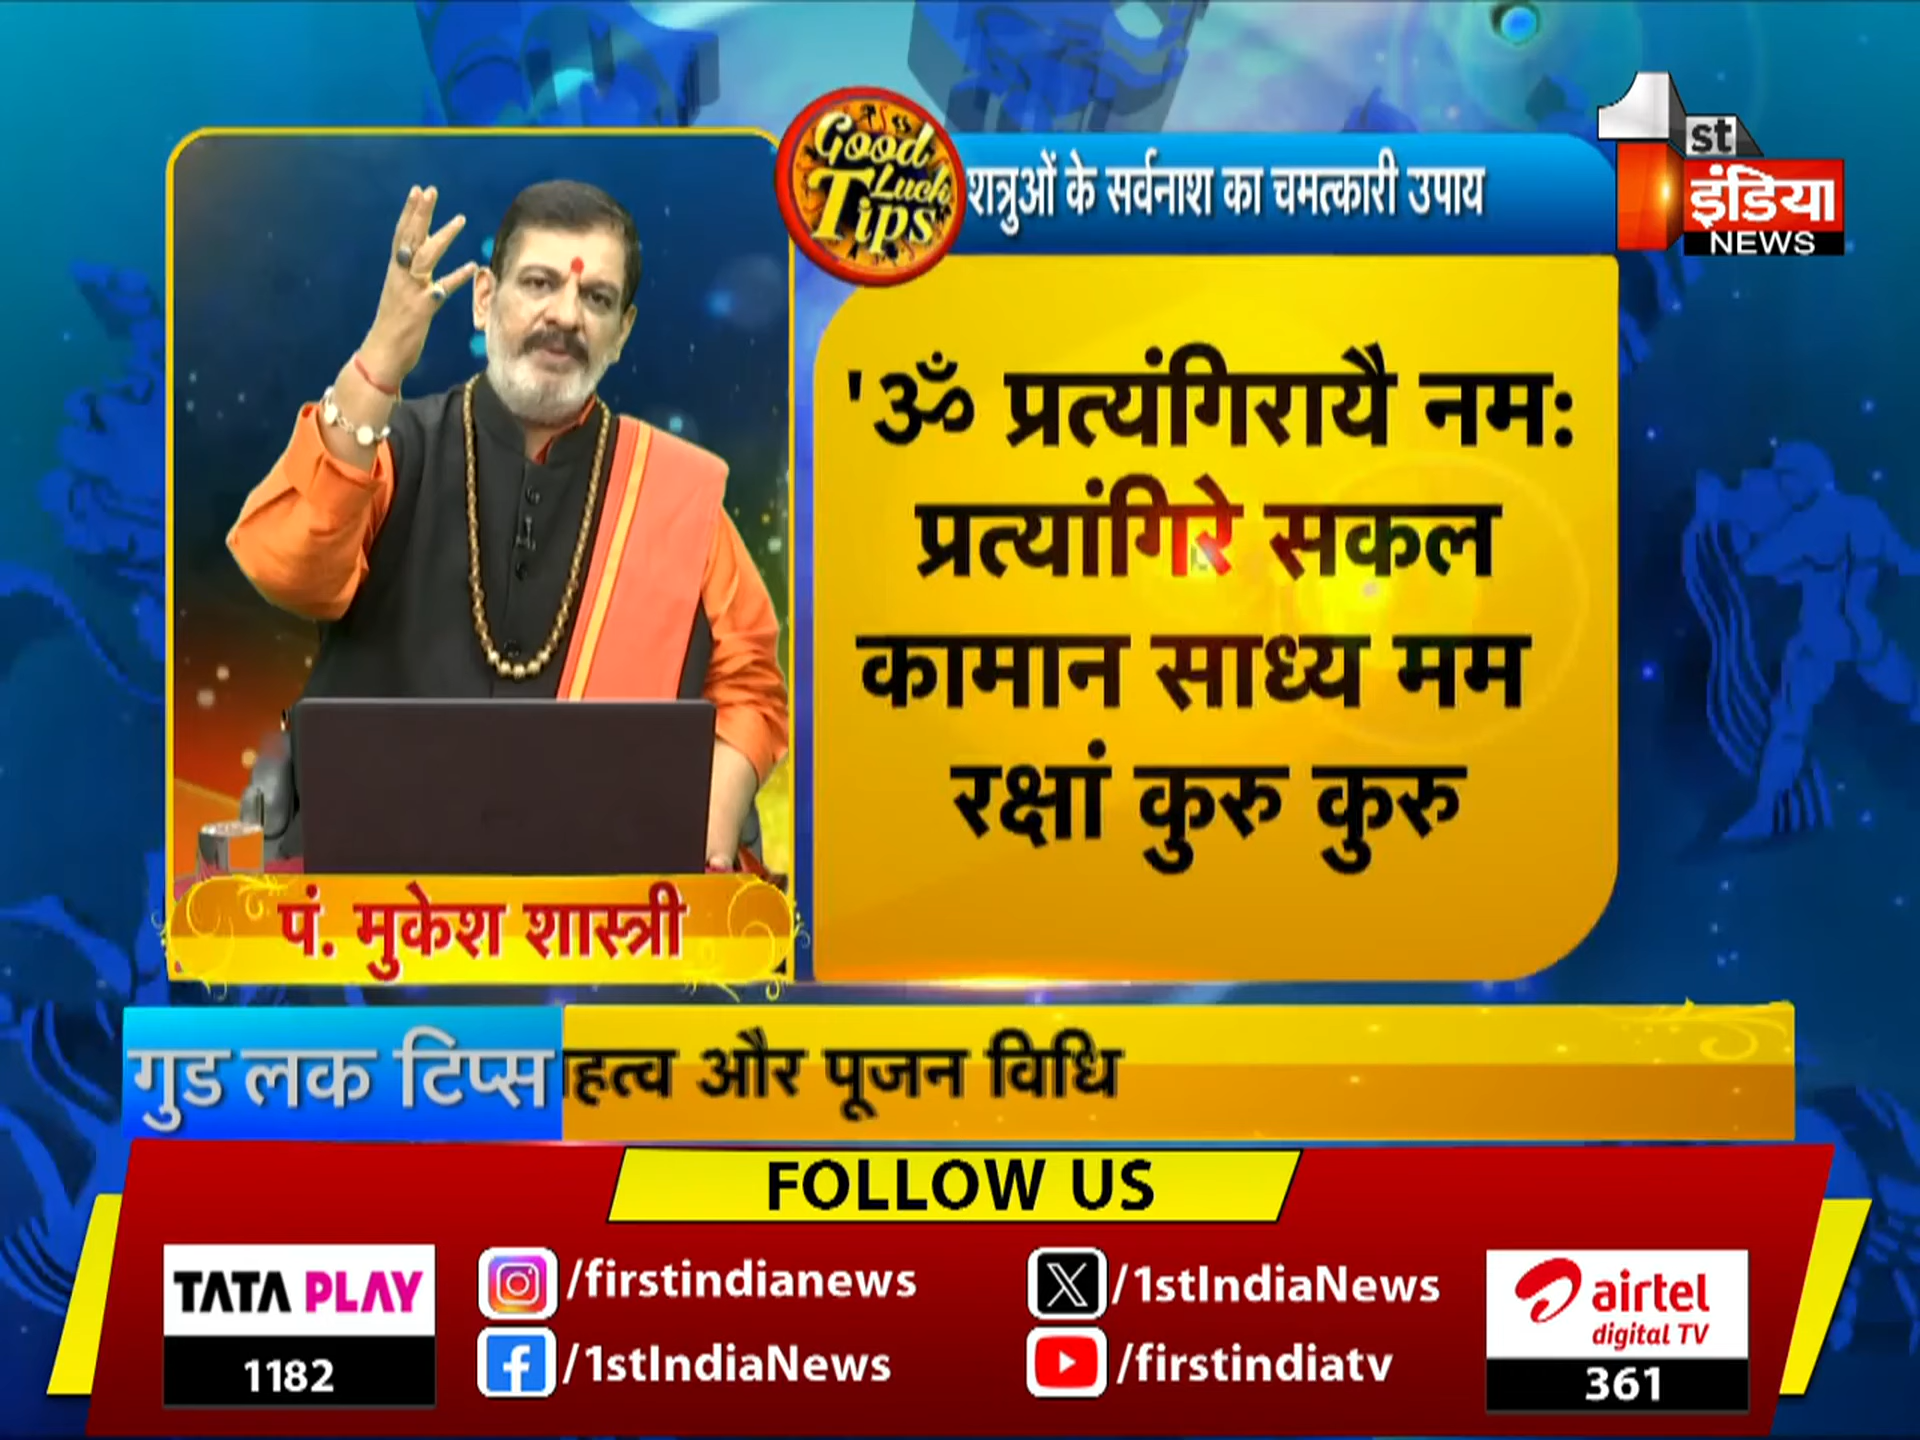 Good
Luck
Tips
शत्रुओं के सर्वनाश का चमत्कारी उपाय
1st
इंडिया
NEWS
'ॐ प्रत्यंगिरायै नम:
प्रत्यांगिरे सकल
कामान साध्य मम
रक्षां कुरु कुरु
पं. मुकेश शास्त्री
गुड लक टिप्स
हत्व और पूजन विधि
FOLLOW US
TATA PLAY
1182
/firstindianews
/1stIndiaNews
/1stIndiaNews
/firstindiatv
airtel
digital TV
361